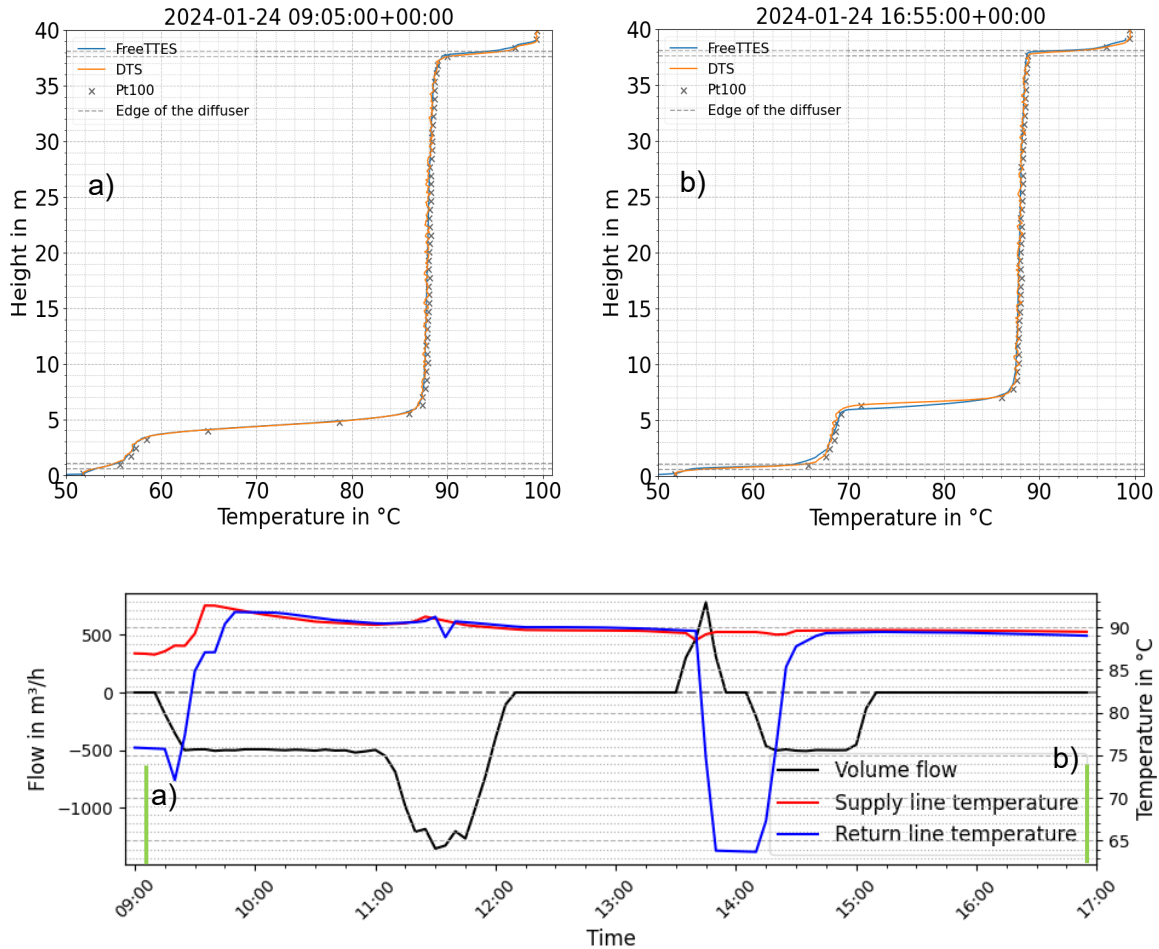 2024-01-24 09:05:00+00:00
40
35
30
25
20
15
10
5
0
Height in m
FreeTTES
DTS
Pt100
Edge of the diffuser
a)
50 60 70 80 90 100
Temperature in °C
2024-01-24 16:55:00+00:00
40
35
30
25
20
15
10
5
0
Height in m
FreeTTES
DTS
Pt100
Edge of the diffuser
b)
50 60 70 80 90 100
Temperature in °C
500
0
−500
−1000
Flow in m³/h
90
85
80
75
70
65
Temperature in °C
a)
b)
Volume flow
Supply line temperature
Return line temperature
09:00 10:00 11:00 12:00 13:00 14:00 15:00 16:00 17:00
Time